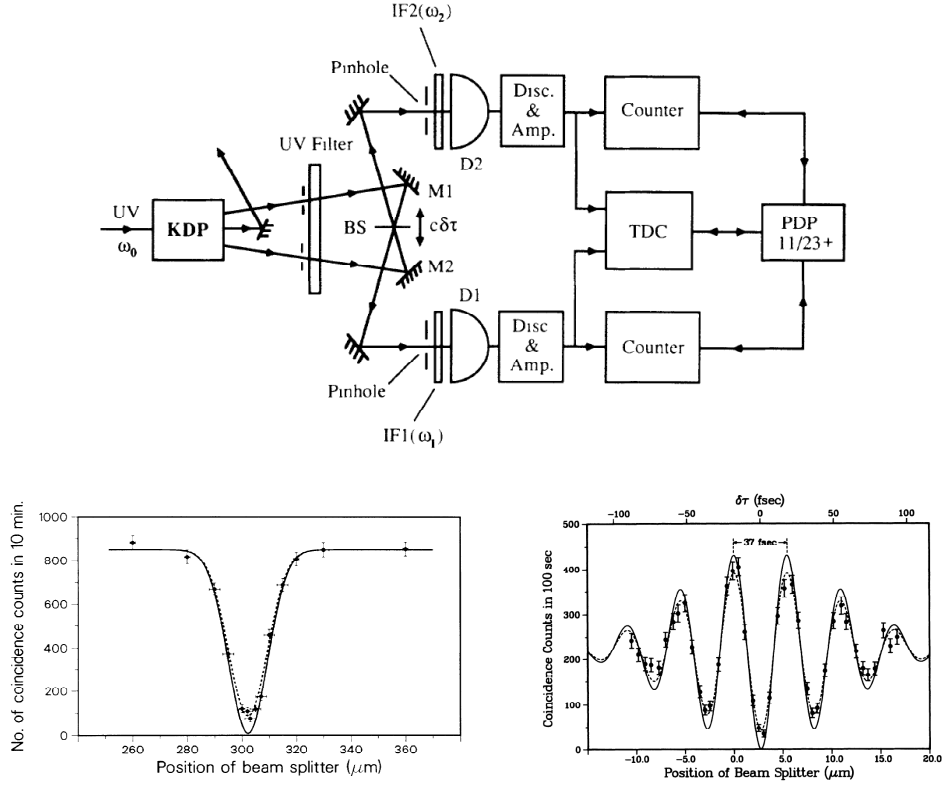 IF2(ω₂)
Pinhole
Disc.
&
Amp.
Counter
UV Filter
D2
M1
UV
KDP
ω₀
BS
cδτ
TDC
PDP
11/23+
M2
D1
Disc
&
Amp.
Counter
Pinhole
IF1(ω₁)
No. of coincidence counts in 10 min.
1000
800
600
400
200
0
260
280
300
320
340
360
Position of beam splitter (μm)
δτ (fsec)
-100
-50
0
50
100
37 fsec
Coincidence Counts in 100 sec
500
400
300
200
100
0
-10.0
-5.0
0.0
5.0
10.0
15.0
20.0
Position of Beam Splitter (μm)